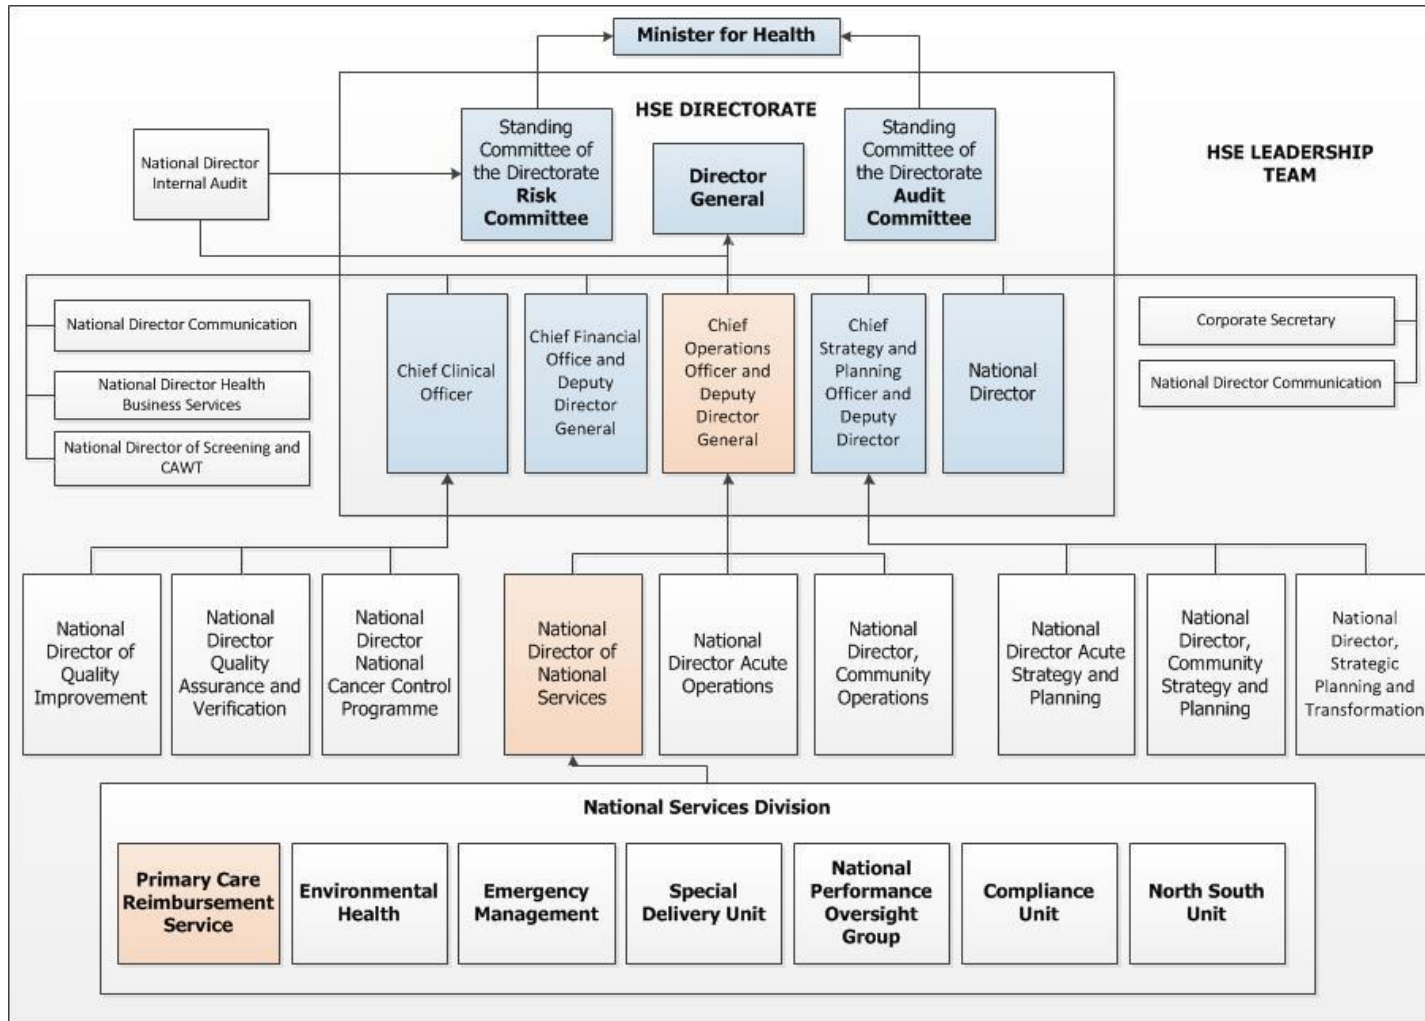 Minister for Health
HSE DIRECTORATE
Standing
Committee of
the Directorate
Risk
Committee
Director
General
Standing
Committee of
the Directorate
Audit
Committee
HSE LEADERSHIP
TEAM
National Director
Internal Audit
National Director Communication
National Director Health
Business Services
National Director of Screening and
CAWT
Chief Clinical
Officer
Chief Financial
Office and
Deputy
Director
General
Chief
Operations
Officer and
Deputy
Director
General
Chief
Strategy and
Planning
Officer and
Deputy
Director
National
Director
Corporate Secretary
National Director Communication
National
Director of
Quality
Improvement
National
Director
Quality
Assurance and
Verification
National
Director
National
Cancer Control
Programme
National
Director of
National
Services
National
Director Acute
Operations
National
Director,
Community
Operations
National
Director Acute
Strategy and
Planning
National
Director,
Community
Strategy and
Planning
National
Director,
Strategic
Planning and
Transformation
National Services Division
Primary Care
Reimbursement
Service
Environmental
Health
Emergency
Management
Special
Delivery Unit
National
Performance
Oversight
Group
Compliance
Unit
North South
Unit